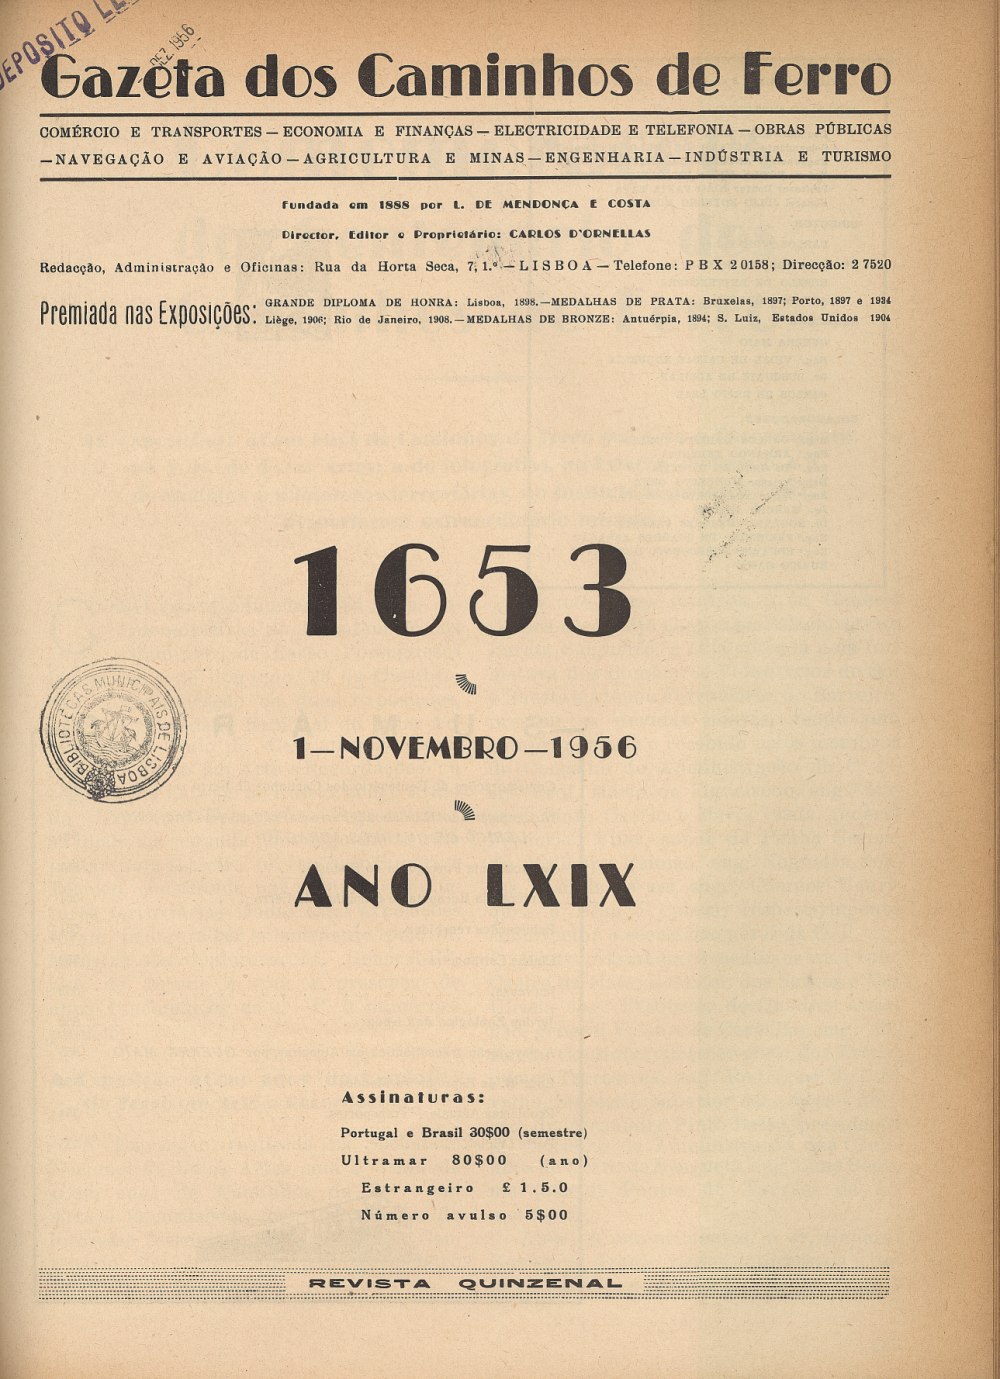 DEPOSITO
DEZ. 1956
Gazeta dos Caminhos de Ferro
COMÉRCIO E TRANSPORTES — ECONOMIA E FINANÇAS — ELECTRICIDADE E TELEFONIA — OBRAS PÚBLICAS
— NAVEGAÇÃO E AVIAÇÃO — AGRICULTURA E MINAS — ENGENHARIA — INDÚSTRIA E TURISMO
Fundada em 1888 por L. DE MENDONÇA E COSTA
Director, Editor e Proprietário: CARLOS D'ORNELLAS
Redacção, Administração e Oficinas: Rua da Horta Seca, 7, 1.º — LISBOA — Telefone: PBX 20158; Direcção: 27520
Premiada nas Exposições:
GRANDE DIPLOMA DE HONRA: Lisboa, 1898. — MEDALHAS DE PRATA: Bruxelas, 1897; Porto, 1897 e 1934
Liège, 1906; Rio de Janeiro, 1908. — MEDALHAS DE BRONZE: Antuérpia, 1894; S. Luiz, Estados Unidos 1904
1653
BIBLIOTECAS MUNICIPAIS DE LISBOA
1 — NOVEMBRO — 1956
ANO LXIX
Assinaturas:
Portugal e Brasil 30$00 (semestre)
Ultramar 80$00 (ano)
Estrangeiro £ 1.5.0
Número avulso 5$00
REVISTA QUINZENAL